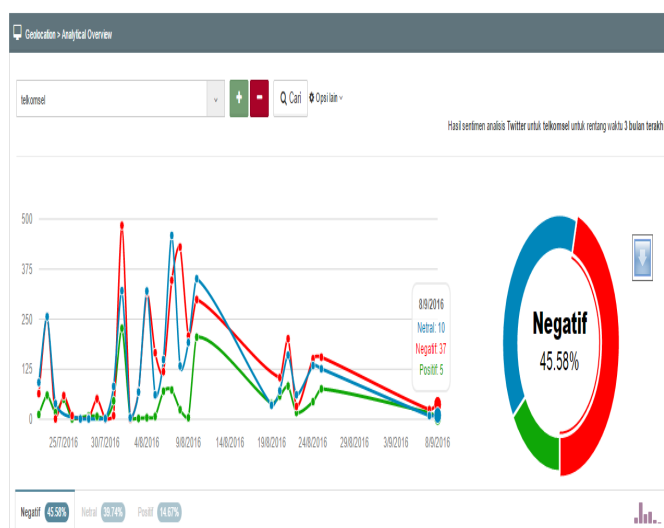 Geolocation > Analytical Overview
telkomsel
+ - Cari Opsi lain
Hasil sentimen analisis Twitter untuk telkomsel untuk rentang waktu 3 bulan terakh
500
375
250
125
0
8/9/2016
Netral: 10
Negatif: 37
Positif: 5
Negatif
45.58%
25/7/2016 30/7/2016 4/8/2016 9/8/2016 14/8/2016 19/8/2016 24/8/2016 29/8/2016 3/9/2016 8/9/2016
Negatif 45.58% Netral 39.74% Positif 14.67%